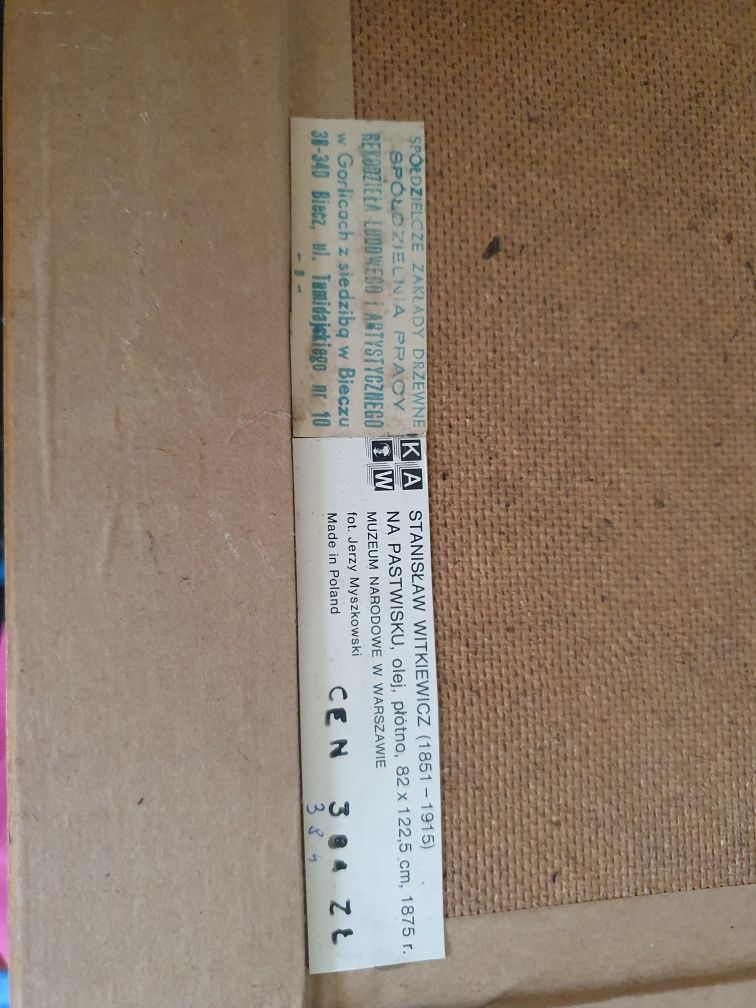 SPÓŁDZIELCZE ZAKŁADY DRZEWNE
SPÓŁDZIELNIA PRACY
RĘKODZIEŁA LUDOWEGO i ARTYSTYCZNEGO
w Gorlicach z siedzibą w Bieczu
38-340 Biecz, ul. Tumidajskiego nr 10
- 8 -
KAW
STANISŁAW WITKIEWICZ (1851 – 1915)
NA PASTWISKU, olej, płótno, 82 x 122,5 cm, 1875 r.
MUZEUM NARODOWE W WARSZAWIE
fot. Jerzy Myszkowski
Made in Poland
CEN 384 ZŁ
384